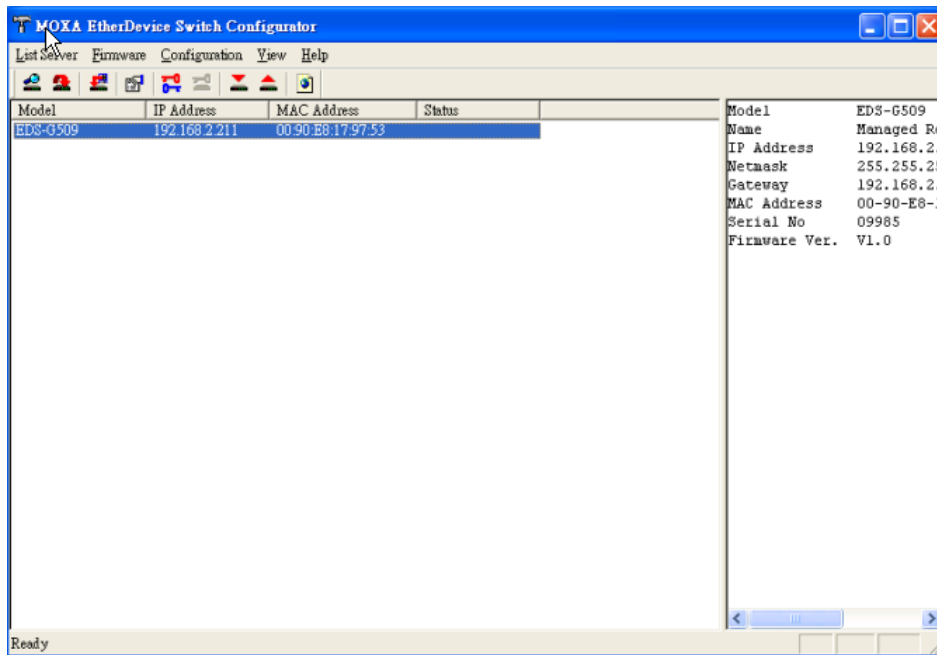 MOXA EtherDevice Switch Configurator
List Server Firmware Configuration View Help
Model IP Address MAC Address Status
EDS-G509 192.168.2.211 00:90:E8:17:97:53
Model EDS-G509
Name Managed
IP Address 192.168.2.
Netmask 255.255.
Gateway 192.168.2.
MAC Address 00-90-E8-
Serial No 09985
Firmware Ver. V1.0
Ready